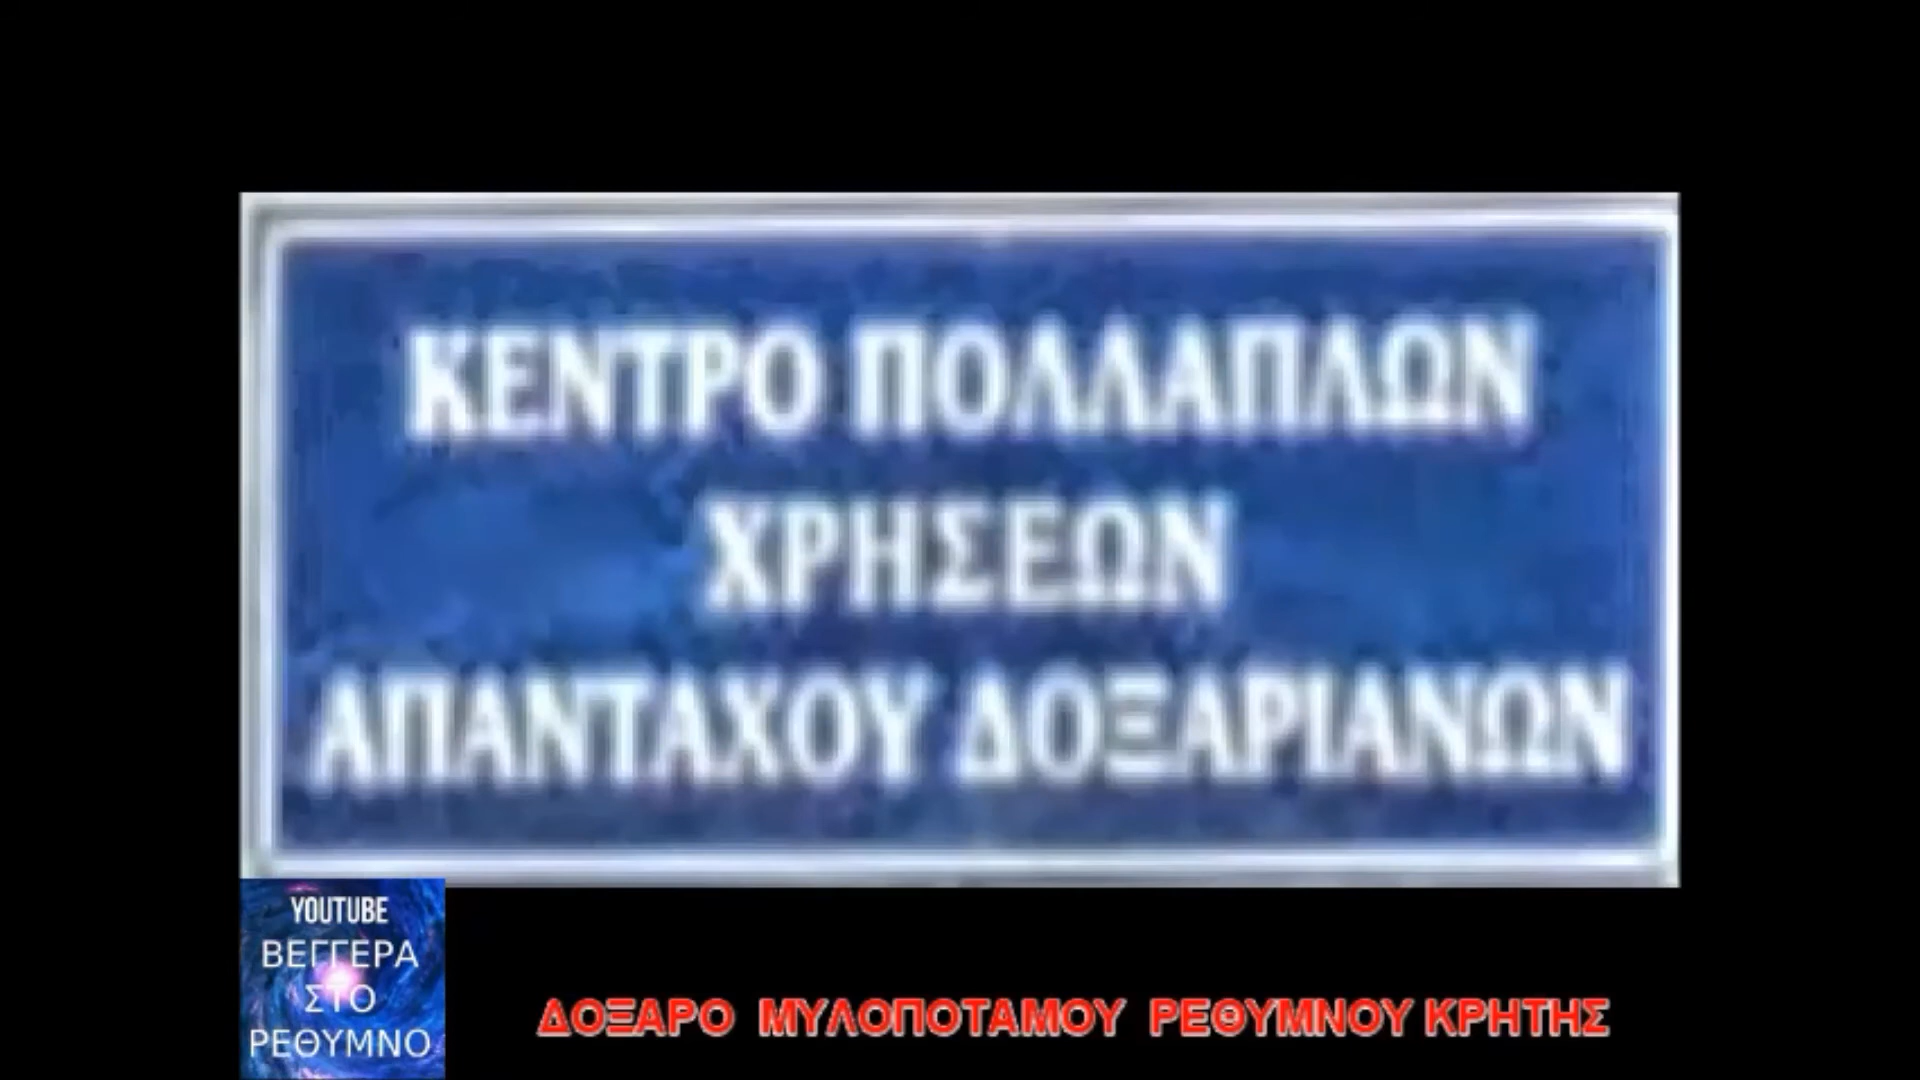 ΚΕΝΤΡΟ ΠΟΛΛΑΠΛΩΝ
ΧΡΗΣΕΩΝ
ΑΠΑΝΤΑΧΟΥ ΔΟΞΑΡΙΑΝΩΝ
YOUTUBE
ΒΕΓΓΕΡΑ
ΣΤΟ
ΡΕΘΥΜΝΟ
ΔΟΞΑΡΟ ΜΥΛΟΠΟΤΑΜΟΥ ΡΕΘΥΜΝΟΥ ΚΡΗΤΗΣ